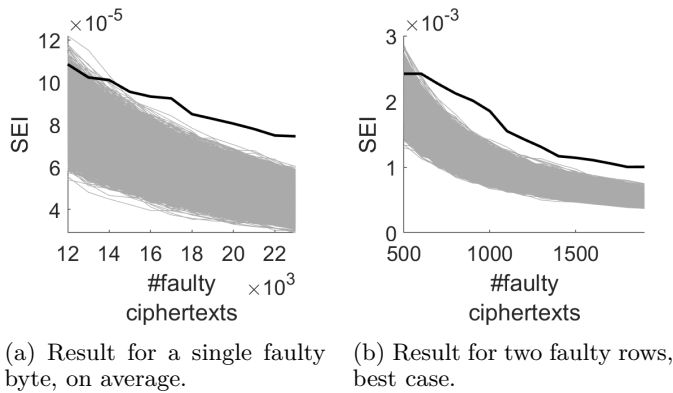 ×10⁻⁵
12
10
8
6
4
SEI
12 14 16 18 20 22
#faulty ×10³
ciphertexts
×10⁻³
3
2
1
0
SEI
500 1000 1500
#faulty
ciphertexts
(a) Result for a single faulty
byte, on average.
(b) Result for two faulty rows,
best case.